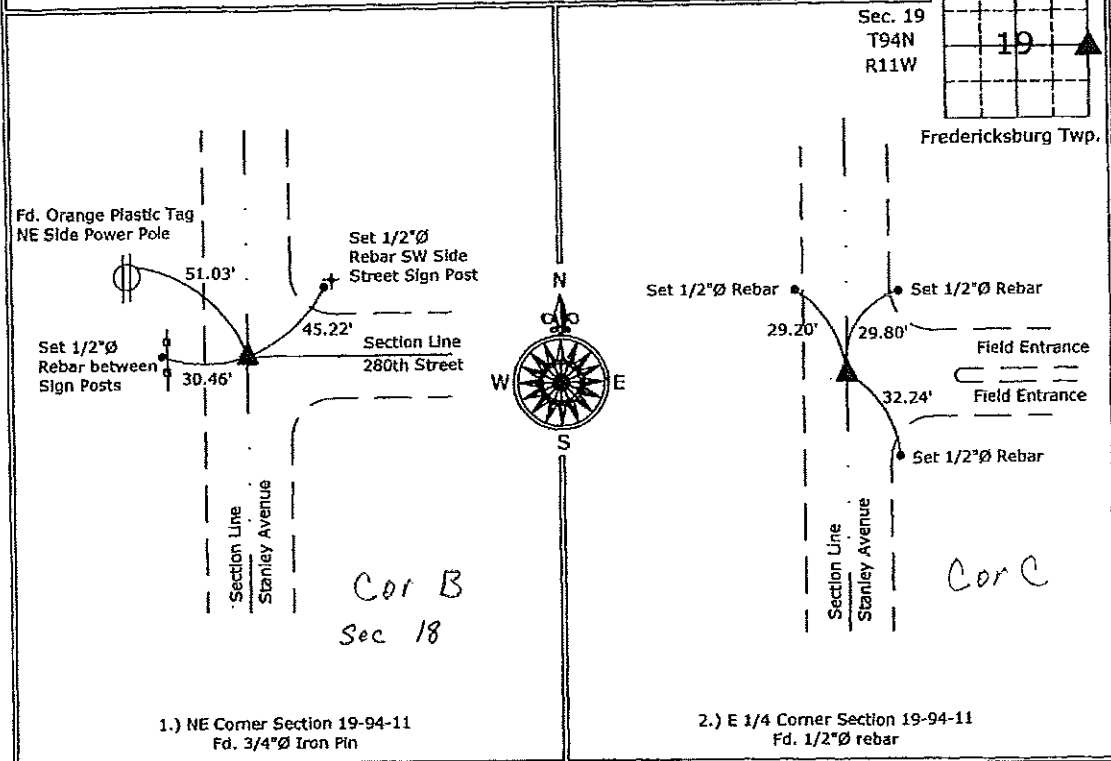 Sec. 19
T94N
R11W
19
Fredericksburg Twp.
Fd. Orange Plastic Tag
NE Side Power Pole
51.03'
Set 1/2"Ø
Rebar SW Side
Street Sign Post
45.22'
Set 1/2"Ø
Rebar between
Sign Posts
30.46'
Section Line
280th Street
Section Line
Stanley Avenue
Cor B
Sec 18
1.) NE Corner Section 19-94-11
Fd. 3/4"Ø Iron Pin
N
W
E
S
Set 1/2"Ø Rebar
29.20'
29.80'
Set 1/2"Ø Rebar
Field Entrance
Field Entrance
32.24'
Set 1/2"Ø Rebar
Section Line
Stanley Avenue
Cor C
2.) E 1/4 Corner Section 19-94-11
Fd. 1/2"Ø rebar